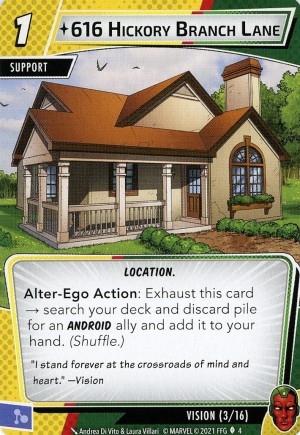 1
616 Hickory Branch Lane
SUPPORT
LOCATION.
Alter-Ego Action: Exhaust this card
→ search your deck and discard pile
for an ANDROID ally and add it to your
hand. (Shuffle.)
"I stand forever at the crossroads of mind and
heart." —Vision
VISION (3/16)
Andrea Di Vito & Laura Villari © MARVEL © 2021 FFG 4